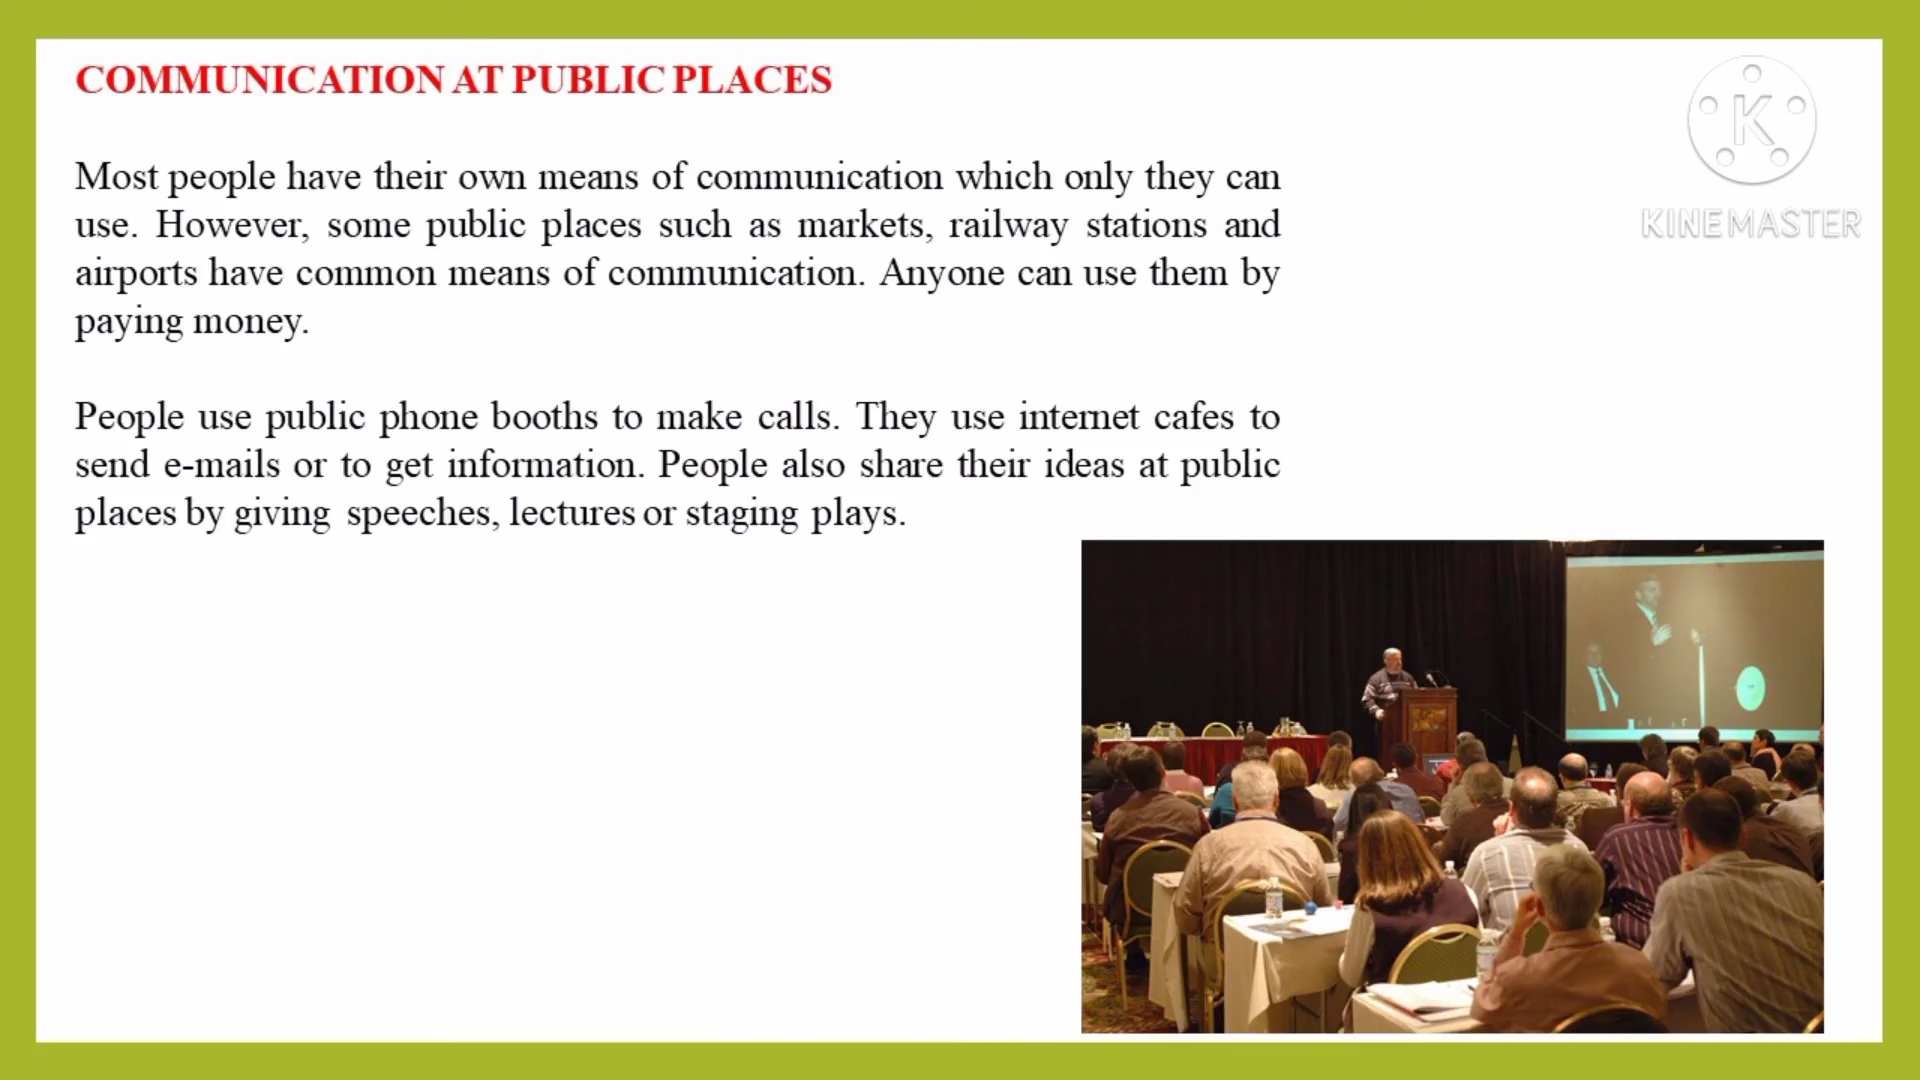 COMMUNICATION AT PUBLIC PLACES
K
KINEMASTER
Most people have their own means of communication which only they can
use. However, some public places such as markets, railway stations and
airports have common means of communication. Anyone can use them by
paying money.
People use public phone booths to make calls. They use internet cafes to
send e-mails or to get information. People also share their ideas at public
places by giving speeches, lectures or staging plays.